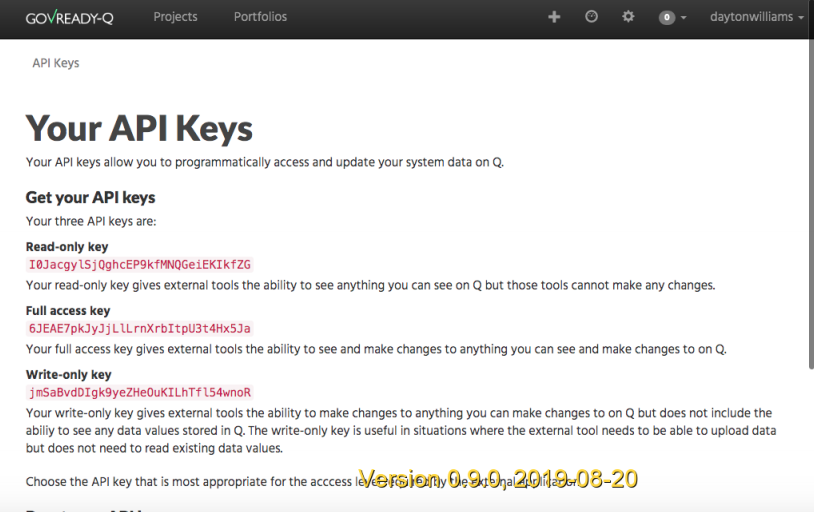 GOVREADY-Q Projects Portfolios 0 daytonwilliams
API Keys
Your API Keys
Your API keys allow you to programmatically access and update your system data on Q.
Get your API keys
Your three API keys are:
Read-only key
I0JacgylSjQghcEP9kfMNQGeiEKIkfZG
Your read-only key gives external tools the ability to see anything you can see on Q but those tools cannot make any changes.
Full access key
6JEAE7pkJyJjLlLrnXrbItpU3t4Hx5Ja
Your full access key gives external tools the ability to see and make changes to anything you can see and make changes to on Q.
Write-only key
jmSaBvdDIgk9yeZHeOuKILhTfl54wnoR
Your write-only key gives external tools the ability to make changes to anything you can make changes to on Q but does not include the
abiliy to see any data values stored in Q. The write-only key is useful in situations where the external tool needs to be able to upload data
but does not need to read existing data values.
Choose the API key that is most appropriate for the acccess level required by the external
Version 0.9.0, 2019-08-20